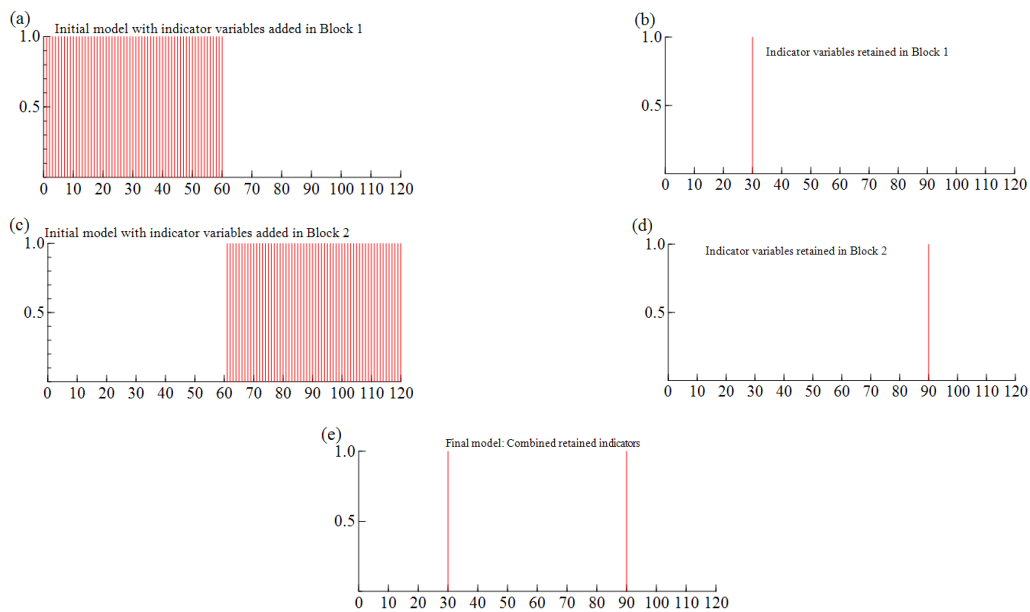 (a)
Initial model with indicator variables added in Block 1
1.0
0.5
0 10 20 30 40 50 60 70 80 90 100 110 120
(b)
Indicator variables retained in Block 1
1.0
0.5
0 10 20 30 40 50 60 70 80 90 100 110 120
(c)
Initial model with indicator variables added in Block 2
1.0
0.5
0 10 20 30 40 50 60 70 80 90 100 110 120
(d)
Indicator variables retained in Block 2
1.0
0.5
0 10 20 30 40 50 60 70 80 90 100 110 120
(e)
Final model: Combined retained indicators
1.0
0.5
0 10 20 30 40 50 60 70 80 90 100 110 120